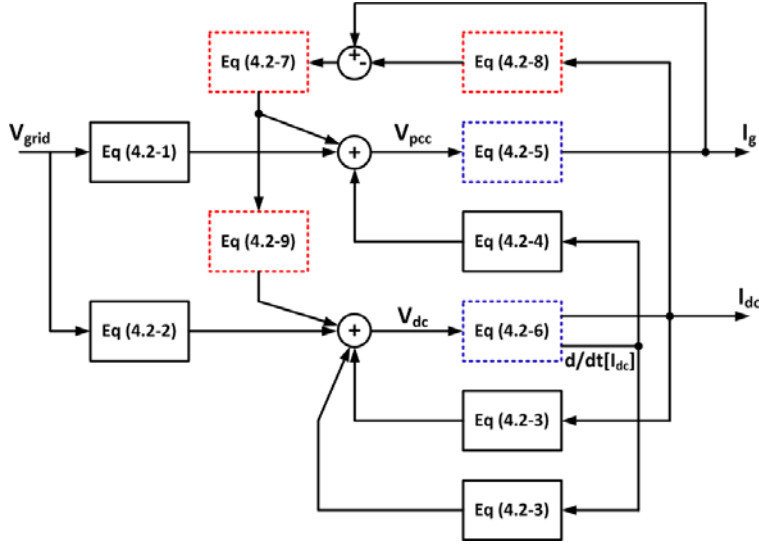 Eq (4.2-7)
+
-
Eq (4.2-8)
V_grid
Eq (4.2-1)
+
V_pcc
Eq (4.2-5)
I_g
Eq (4.2-9)
Eq (4.2-4)
Eq (4.2-2)
+
V_dc
Eq (4.2-6)
I_dc
d/dt[I_dc]
Eq (4.2-3)
Eq (4.2-3)